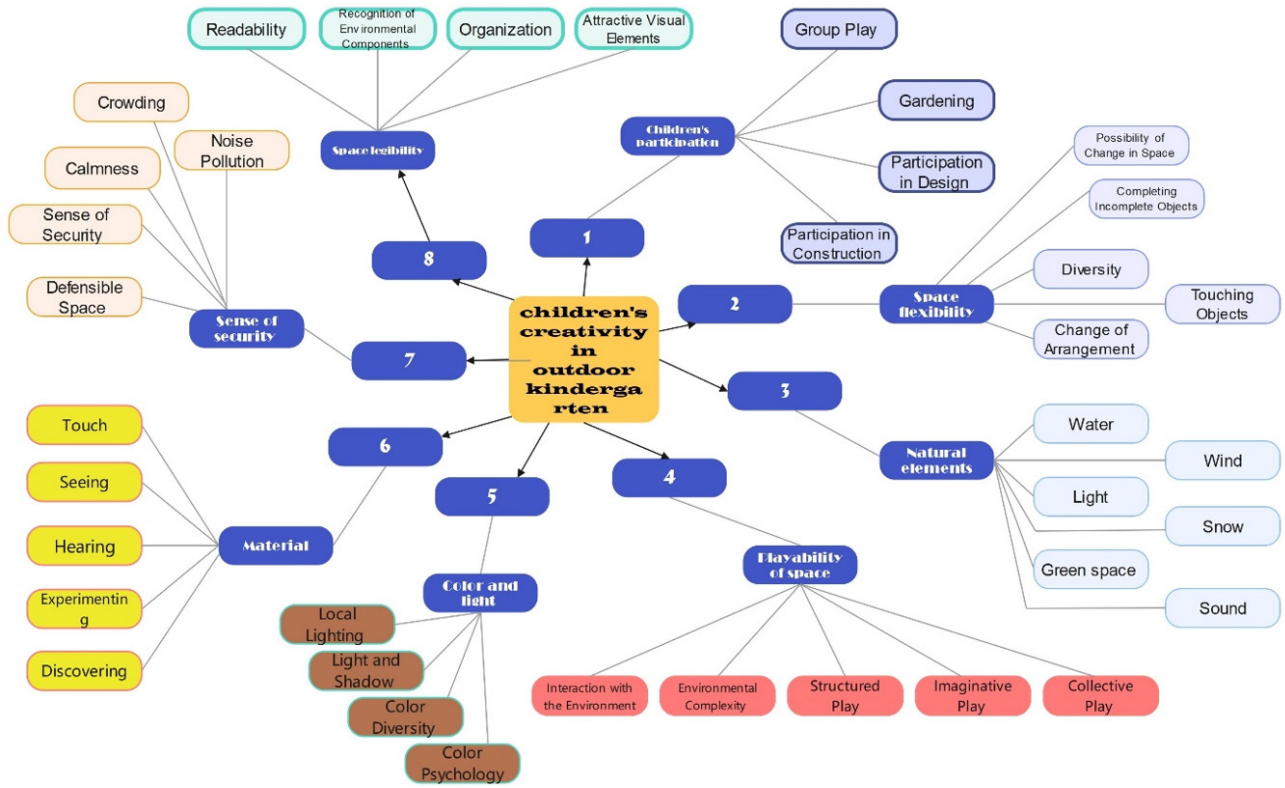 Readability
Recognition of
Environmental
Components
Organization
Attractive Visual
Elements
Space legibility
8
Group Play
Gardening
Participation
in Design
Participation in
Construction
Children's
participation
1
Possibility of
Change in Space
Completing
Incomplete Objects
Diversity
Touching
Objects
Change of
Arrangement
Space
flexibility
2
Crowding
Noise
Pollution
Calmness
Sense of
Security
Defensible
Space
Sense of
security
7
children's
creativity
in
outdoor
kinderga
rten
3
Natural
elements
Water
Wind
Light
Snow
Green space
Sound
4
Playability
of space
Interaction with
the Environment
Environmental
Complexity
Structured
Play
Imaginative
Play
Collective
Play
5
Color and
light
Local
Lighting
Light and
Shadow
Color
Diversity
Color
Psychology
6
Material
Touch
Seeing
Hearing
Experimentin
g
Discovering